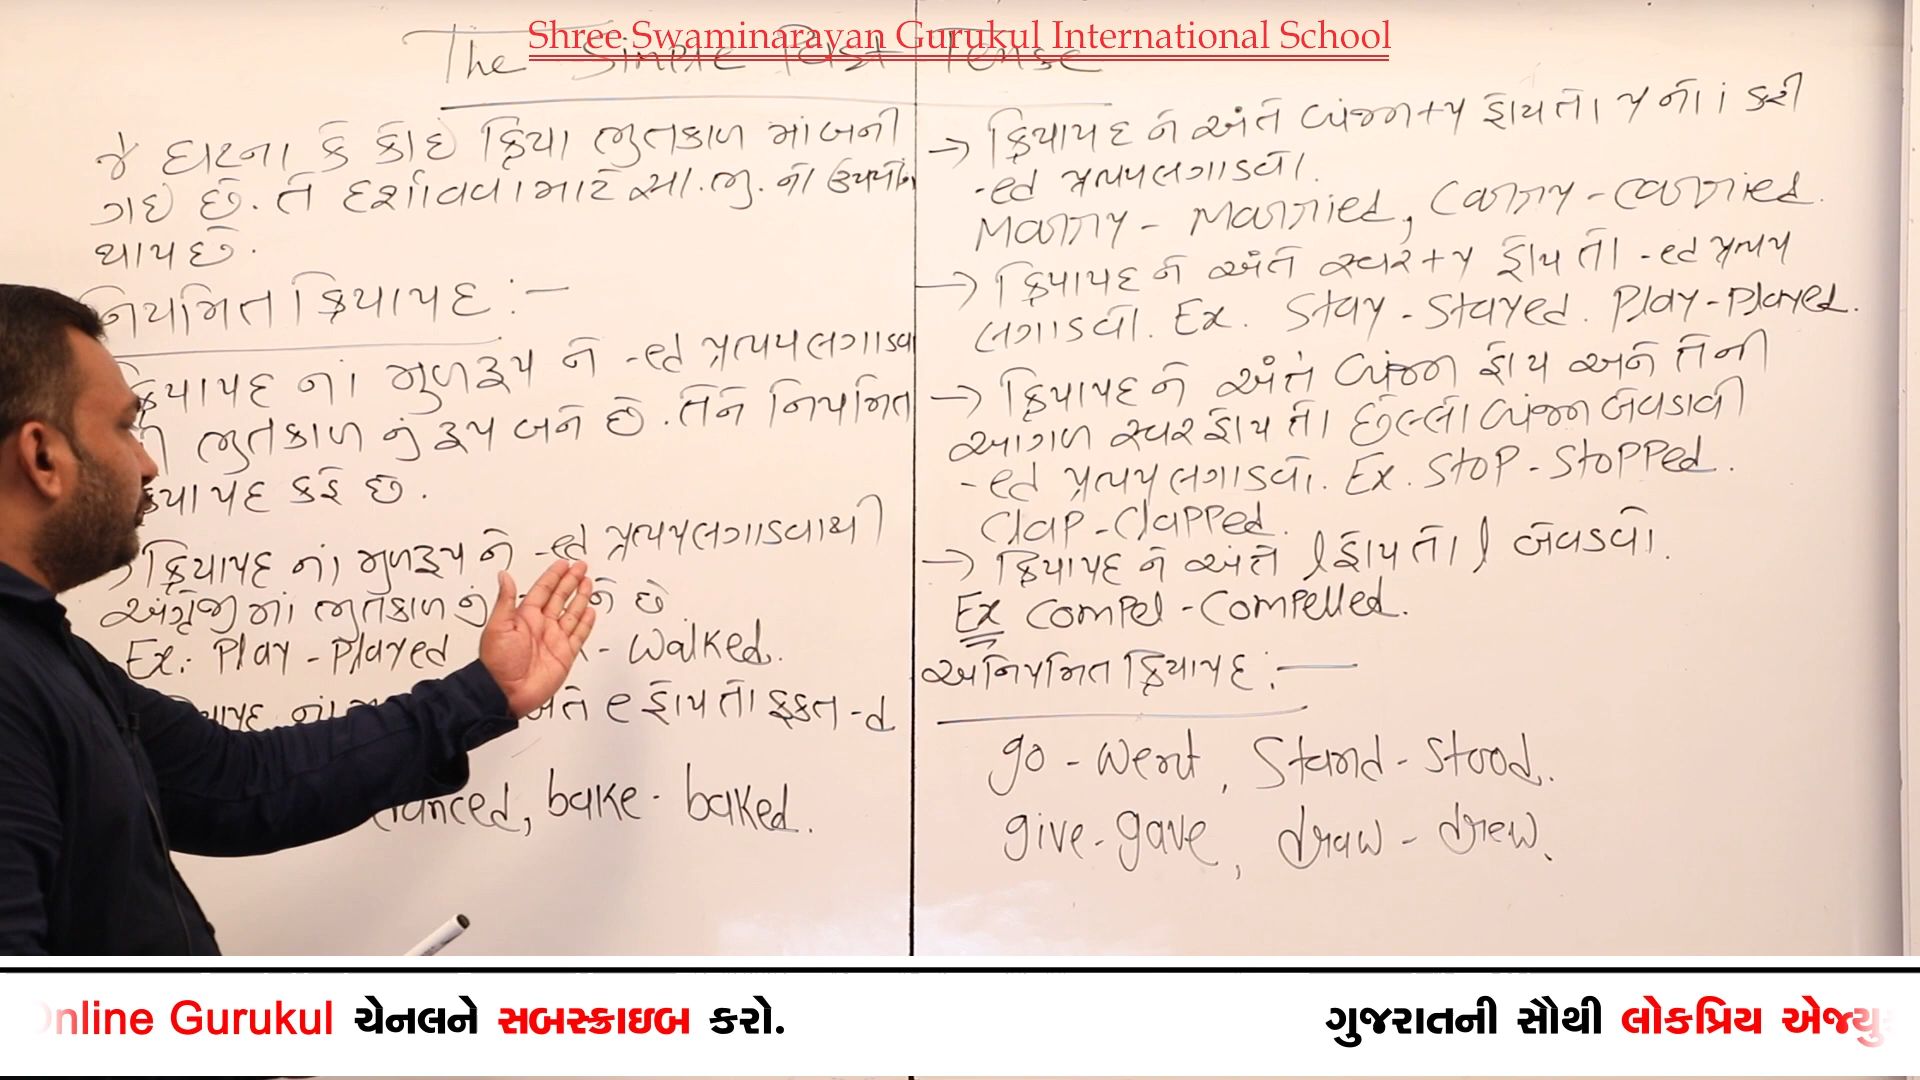 Shree Swaminarayan Gurukul International School
The Simple Past Tense
જે ઘટના કે કોઈ ક્રિયા ભુતકાળ માં બની
ગઈ છે. તે દર્શાવવા માટે સા.ભુ. નો ઉપયોગ
થાય છે.
નિયમિત ક્રિયાપદ :-
ક્રિયાપદ નાં મુળરૂપ ને -ed પ્રત્યય લગાડવા
ભુતકાળ નું રૂપ બને છે. તેને નિયમિત
ક્રિયાપદ કહે છે.
ક્રિયાપદ નાં મુળરૂપ ને -ed પ્રત્યય લગાડવાથી
અંગ્રેજી માં ભુતકાળ નું બને છે
Ex: Play - Played - Walked.
અંતે e હોય તો ફક્ત -d
danced, bake - baked.
→ ક્રિયાપદ ને અંતે વ્યંજન + y હોય તો y નો i કરી
-ed પ્રત્યય લગાડવો.
Marry - Married, Carry - Carried.
→ ક્રિયાપદ ને અંતે સ્વર + y હોય તો -ed પ્રત્યય
લગાડવો. Ex. Stay - Stayed. Play - Played.
→ ક્રિયાપદ ને અંતે વ્યંજન હોય અને તેની
આગળ સ્વર હોય તો છેલ્લો વ્યંજન બેવડાવી
-ed પ્રત્યય લગાડવો. Ex. Stop - Stopped.
Clap - Clapped.
→ ક્રિયાપદ ને અંતે l હોય તો l બેવડવો.
Ex Compel - Compelled.
અનિયમિત ક્રિયાપદ :-
go - went, Stand - Stood.
give - gave, draw - drew.
Online Gurukul ચેનલને સબસ્ક્રાઇબ કરો.
ગુજરાતની સૌથી લોકપ્રિય